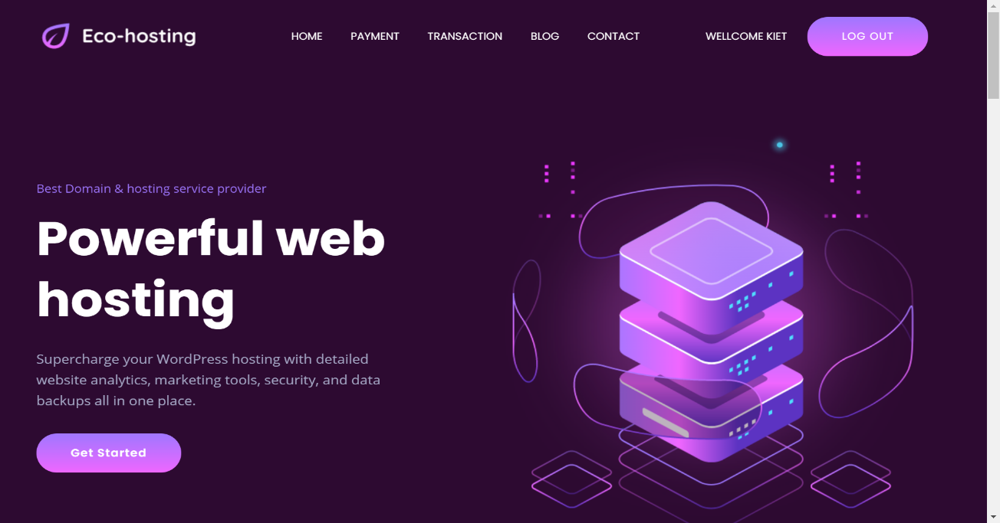 Eco-hosting
HOME PAYMENT TRANSACTION BLOG CONTACT WELLCOME KIET LOG OUT
Best Domain & hosting service provider
Powerful web
hosting
Supercharge your WordPress hosting with detailed
website analytics, marketing tools, security, and data
backups all in one place.
Get Started